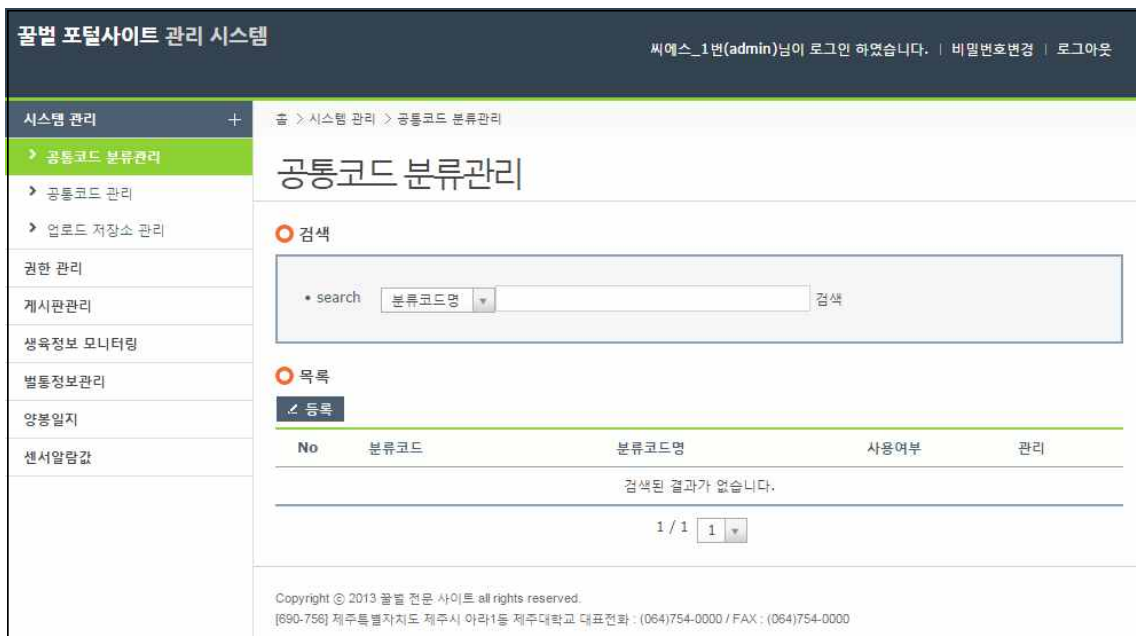 꿀벌 포털사이트 관리 시스템
씨에스_1번(admin)님이 로그인 하였습니다. | 비밀번호변경 | 로그아웃
시스템 관리 +
홈 > 시스템 관리 > 공통코드 분류관리
> 공통코드 분류관리
> 공통코드 관리
> 업로드 저장소 관리
권한 관리
게시판관리
생육정보 모니터링
벌통정보관리
양봉일지
센서알람값
공통코드 분류관리
검색
• search 분류코드명 검색
목록
등록
No 분류코드 분류코드명 사용여부 관리
검색된 결과가 없습니다.
1 / 1 1
Copyright ⓒ 2013 꿀벌 전문 사이트 all rights reserved.
[690-756] 제주특별자치도 제주시 아라1동 제주대학교 대표전화 : (064)754-0000 / FAX : (064)754-0000